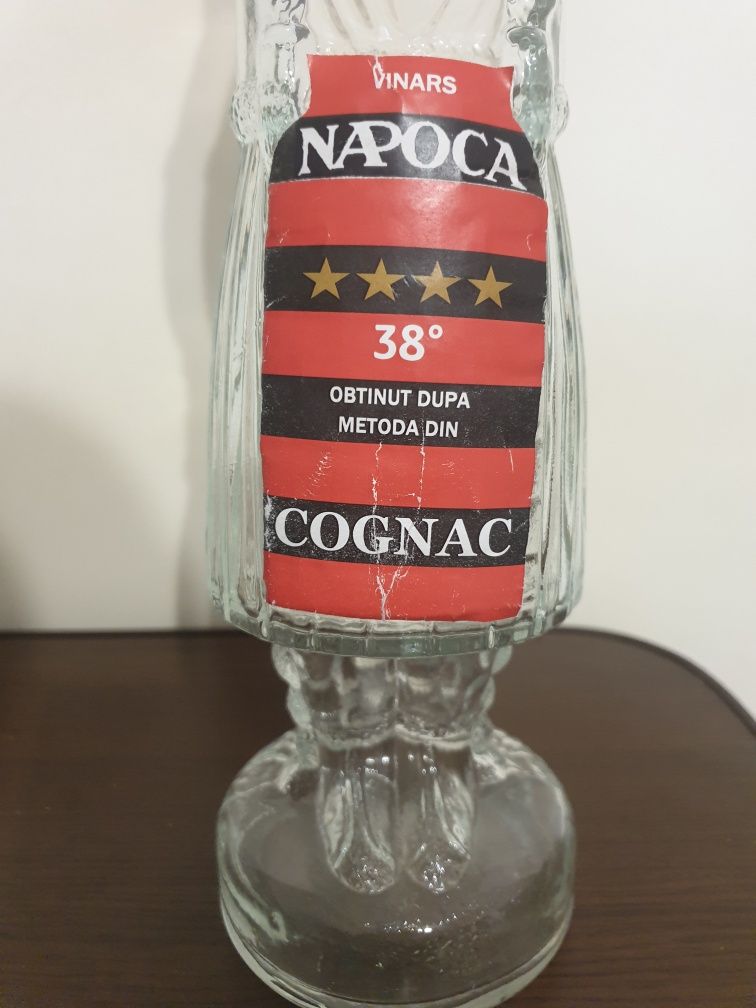 VINARS
NAPOCA
38°
OBTINUT DUPA
METODA DIN
COGNAC